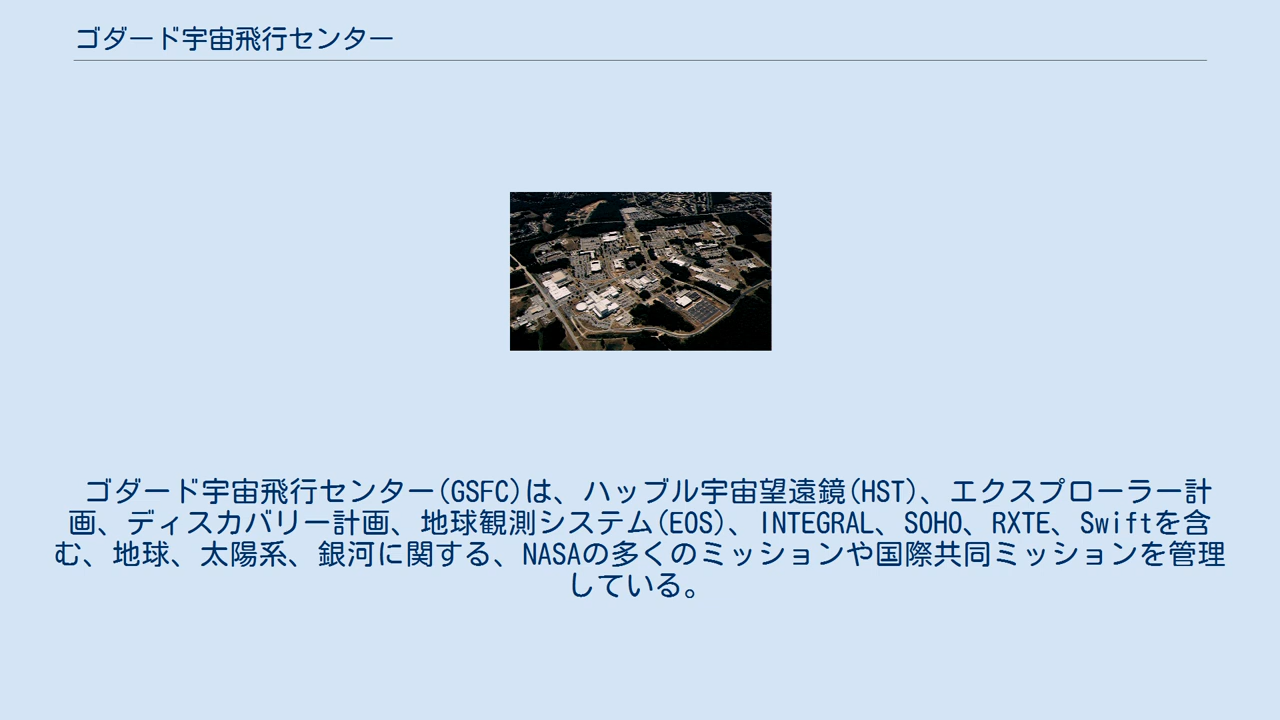 ゴダード宇宙飛行センター
ゴダード宇宙飛行センター(GSFC)は、ハッブル宇宙望遠鏡(HST)、エクスプローラー計
画、ディスカバリー計画、地球観測システム(EOS)、INTEGRAL、SOHO、RXTE、Swiftを含
む、地球、太陽系、銀河に関する、NASAの多くのミッションや国際共同ミッションを管理
している。